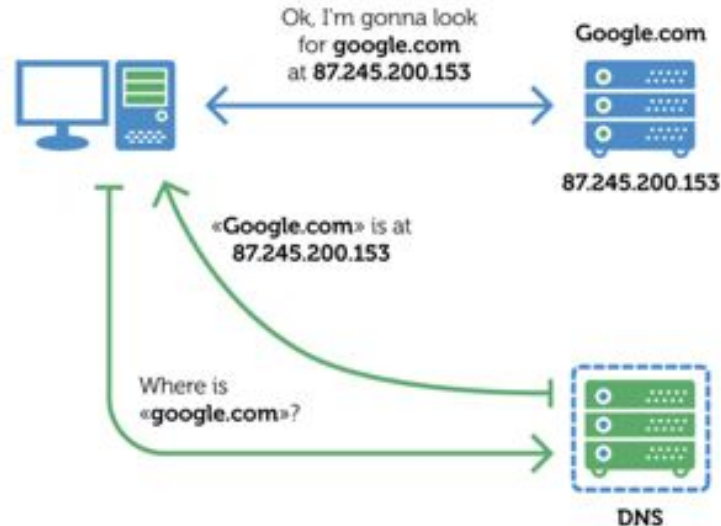 Ok, I'm gonna look
for google.com
at 87.245.200.153
Google.com
87.245.200.153
«Google.com» is at
87.245.200.153
Where is
«google.com»?
DNS